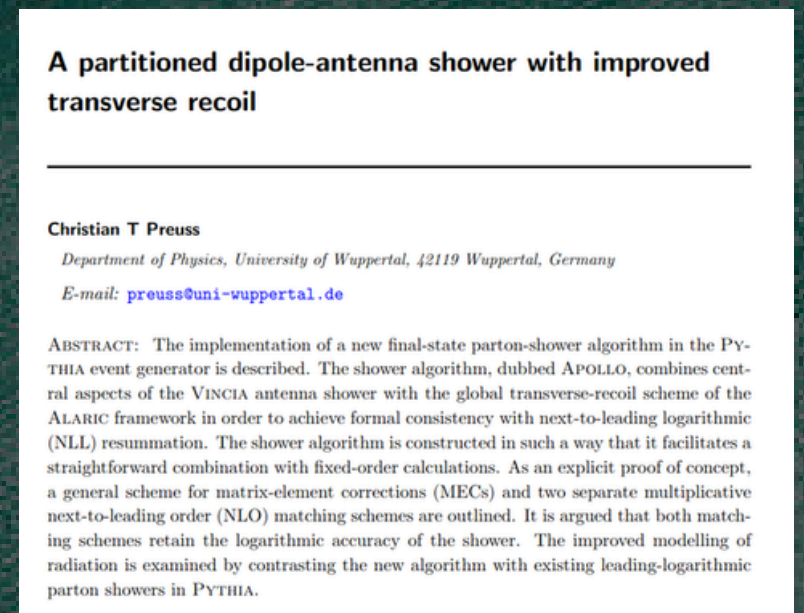 A partitioned dipole-antenna shower with improved
transverse recoil
Christian T Preuss
Department of Physics, University of Wuppertal, 42119 Wuppertal, Germany
E-mail: preuss@uni-wuppertal.de
ABSTRACT: The implementation of a new final-state parton-shower algorithm in the PY-
THIA event generator is described. The shower algorithm, dubbed APOLLO, combines cent-
ral aspects of the VINCIA antenna shower with the global transverse-recoil scheme of the
ALARIC framework in order to achieve formal consistency with next-to-leading logarithmic
(NLL) resummation. The shower algorithm is constructed in such a way that it facilitates a
straightforward combination with fixed-order calculations. As an explicit proof of concept,
a general scheme for matrix-element corrections (MECs) and two separate multiplicative
next-to-leading order (NLO) matching schemes are outlined. It is argued that both match-
ing schemes retain the logarithmic accuracy of the shower. The improved modelling of
radiation is examined by contrasting the new algorithm with existing leading-logarithmic
parton showers in PYTHIA.